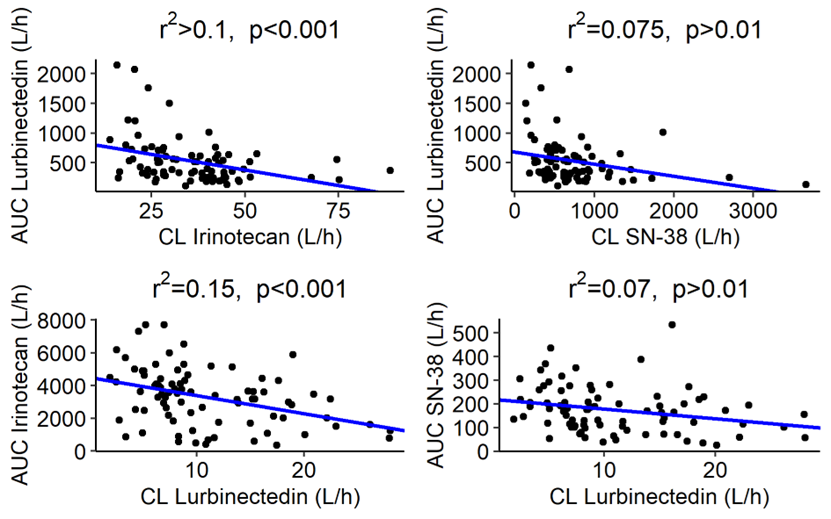 r²>0.1, p<0.001
AUC Lurbinectedin (L/h)
2000
1500
1000
500
25
50
75
CL Irinotecan (L/h)
r²=0.075, p>0.01
AUC Lurbinectedin (L/h)
2000
1500
1000
500
0
1000
2000
3000
CL SN-38 (L/h)
r²=0.15, p<0.001
AUC Irinotecan (L/h)
8000
6000
4000
2000
0
10
20
CL Lurbinectedin (L/h)
r²=0.07, p>0.01
AUC SN-38 (L/h)
500
400
300
200
100
0
10
20
CL Lurbinectedin (L/h)